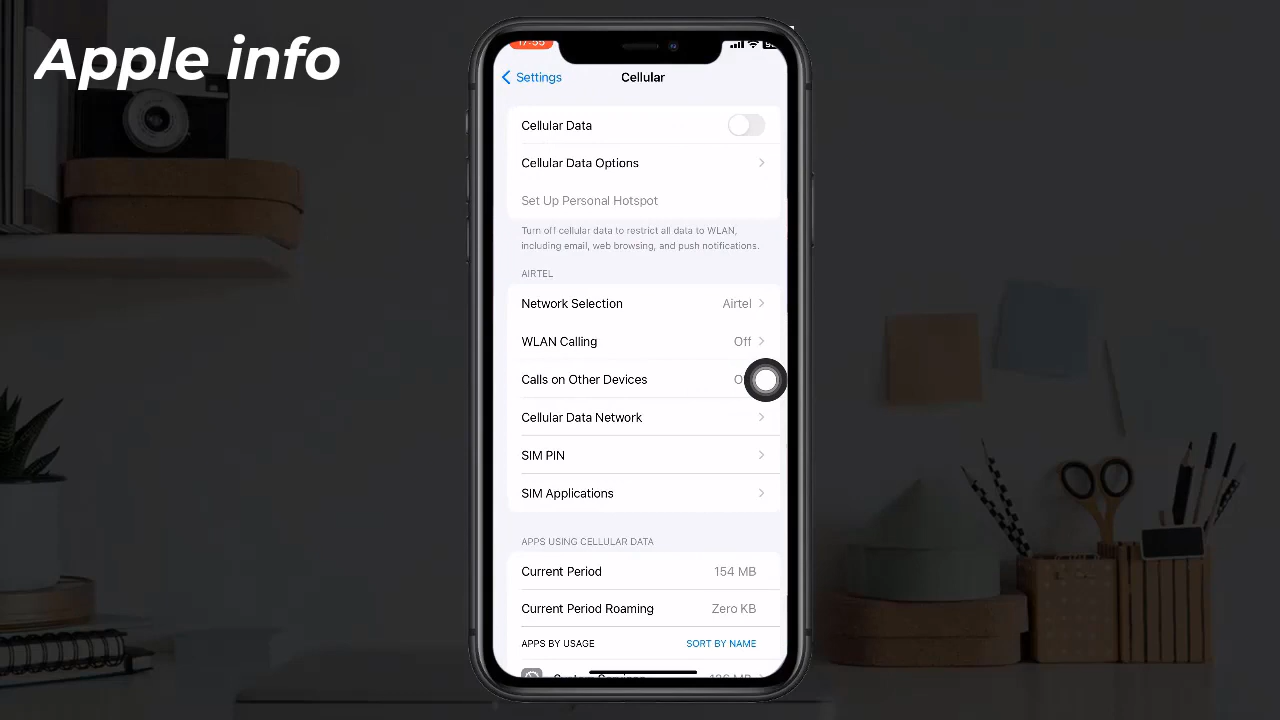 Apple info
17:55
Settings
Cellular
Cellular Data
Cellular Data Options
Set Up Personal Hotspot
Turn off cellular data to restrict all data to WLAN,
including email, web browsing, and push notifications.
AIRTEL
Network Selection Airtel
WLAN Calling Off
Calls on Other Devices
Cellular Data Network
SIM PIN
SIM Applications
APPS USING CELLULAR DATA
Current Period 154 MB
Current Period Roaming Zero KB
APPS BY USAGE SORT BY NAME
System Services